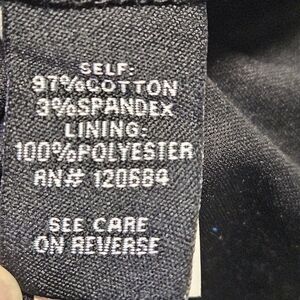 SELF:
97%COTTON
3%SPANDEX
LINING:
100%POLYESTER
RN# 120684
SEE CARE
ON REVERSE